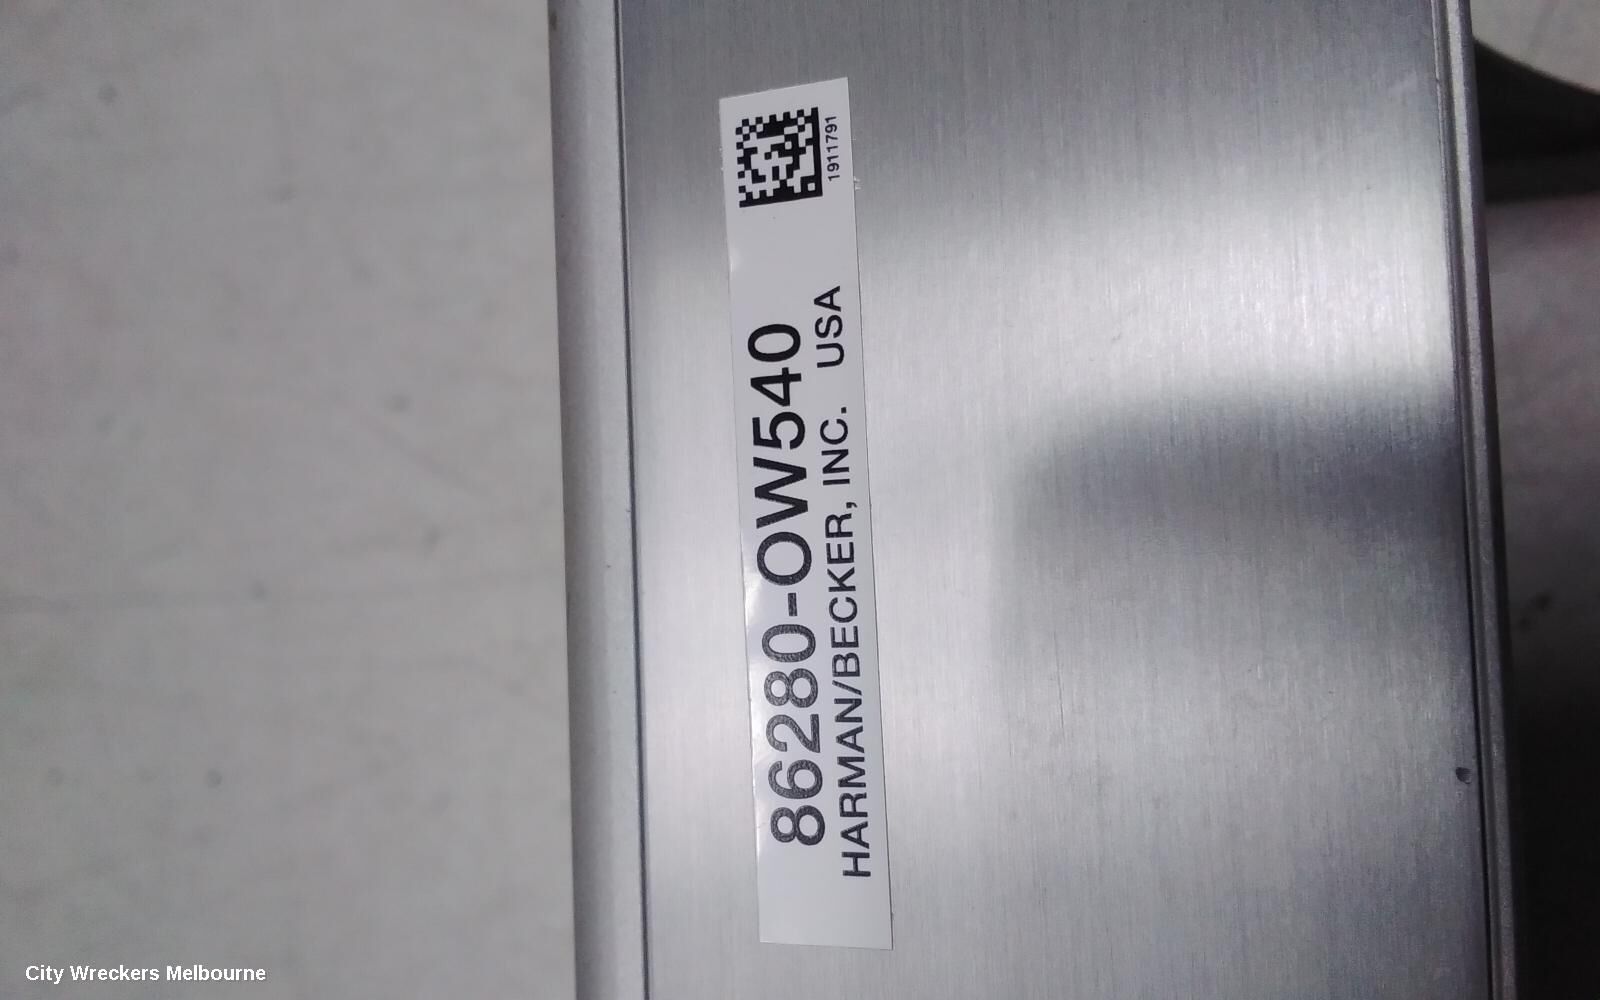 86280-OW540
HARMAN/BECKER, INC. USA
1911791
City Wreckers Melbourne